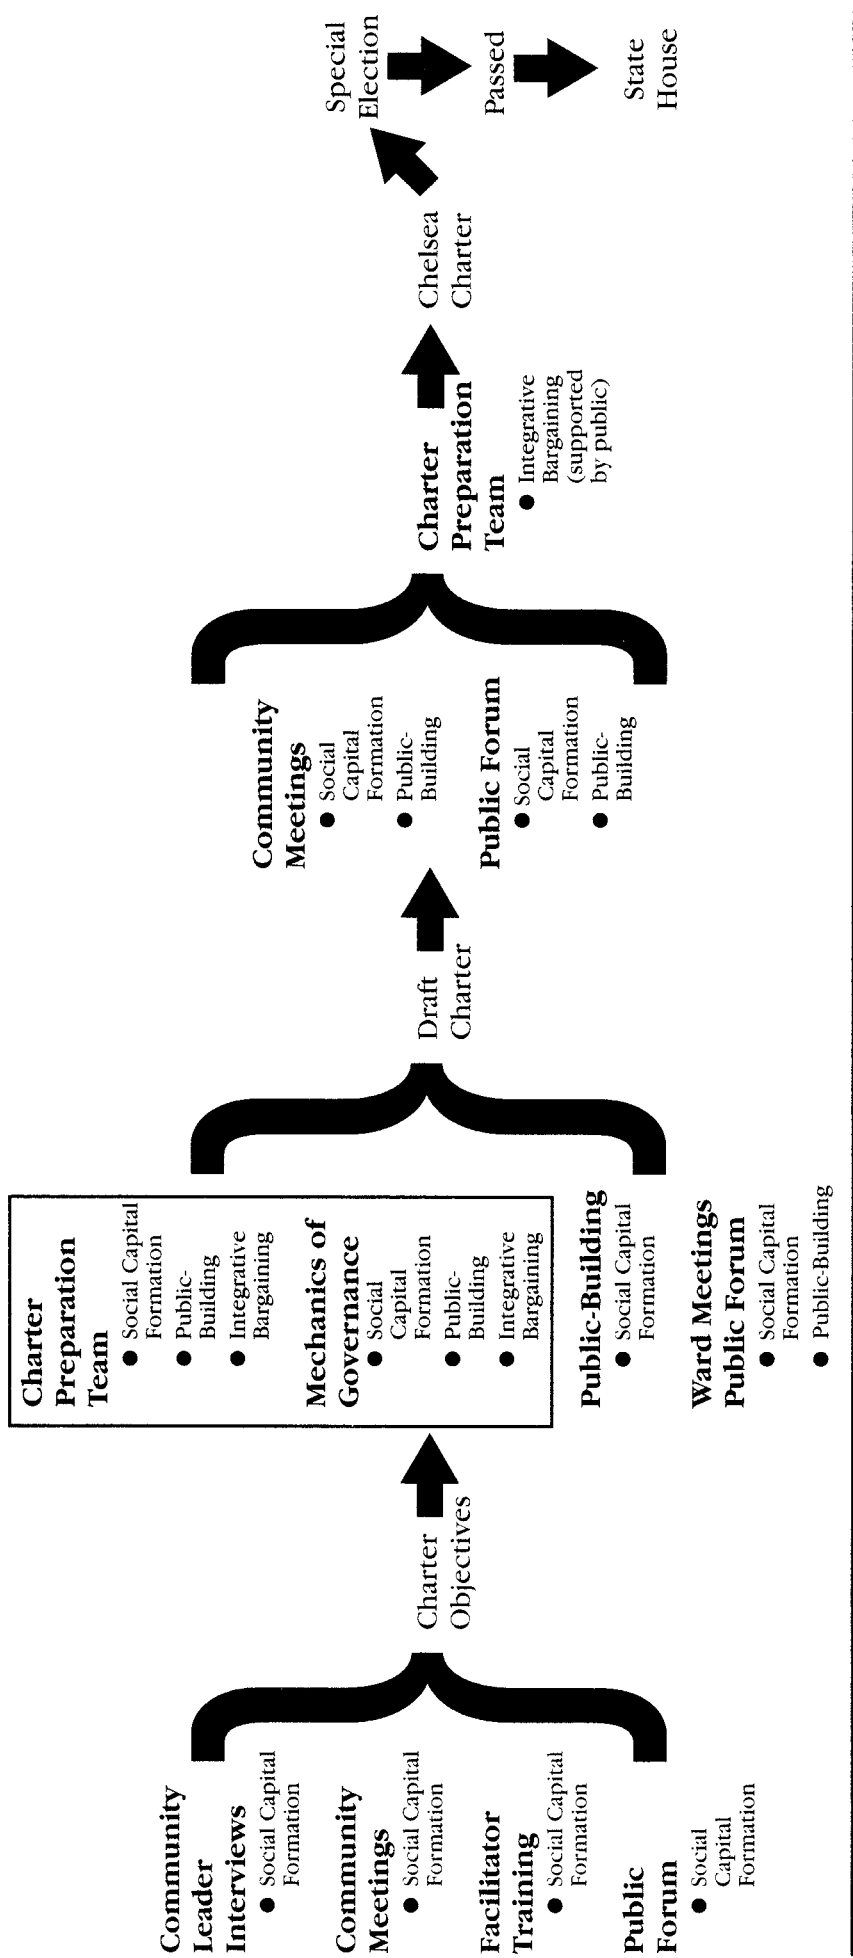 Community
Leader
Interviews
● Social Capital
Formation
Community
Meetings
● Social Capital
Formation
Facilitator
Training
● Social Capital
Formation
Public
Forum
● Social
Capital
Formation
Charter
Objectives
Charter
Preparation
Team
● Social Capital
Formation
● Public-
Building
● Integrative
Bargaining
Mechanics of
Governance
● Social
Capital
Formation
● Public-
Building
● Integrative
Bargaining
Public-Building
● Social Capital
Formation
Ward Meetings
Public Forum
● Social Capital
Formation
● Public-Building
Draft
Charter
Community
Meetings
● Social
Capital
Formation
● Public-
Building
Public Forum
● Social
Capital
Formation
● Public-
Building
Charter
Preparation
Team
● Integrative
Bargaining
(supported
by public)
Chelsea
Charter
Special
Election
Passed
State
House